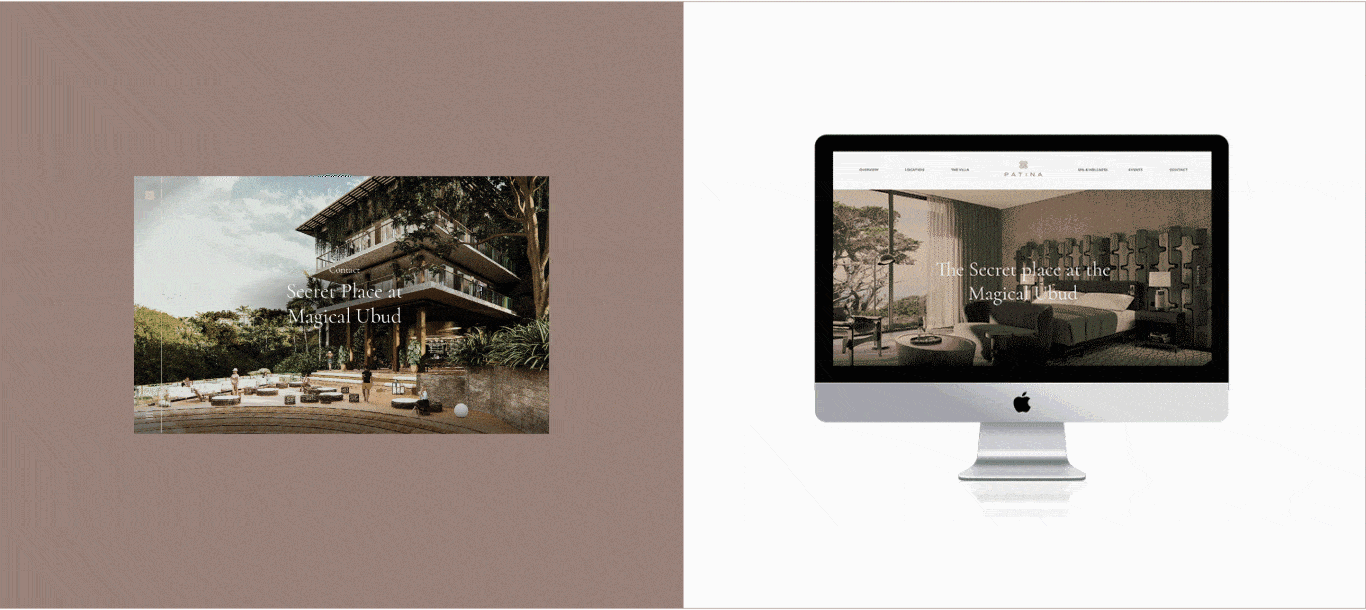 Contact
Secret Place at
Magical Ubud
OVERVIEW LOCATION THE VILLA PATINA SPA & WELLNESS EVENTS CONTACT
The Secret place at the
Magical Ubud